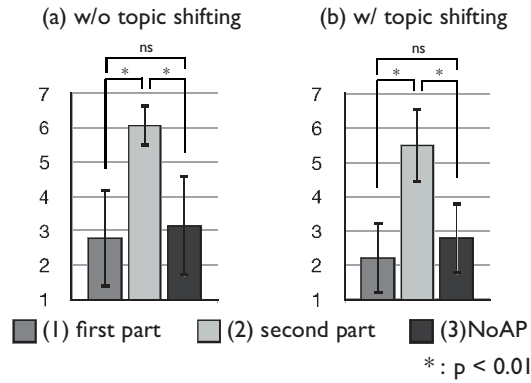 (a) w/o topic shifting
(b) w/ topic shifting
ns
ns
* *
* *
7
6
5
4
3
2
1
7
6
5
4
3
2
1
(1) first part (2) second part (3)NoAP
* : p < 0.01